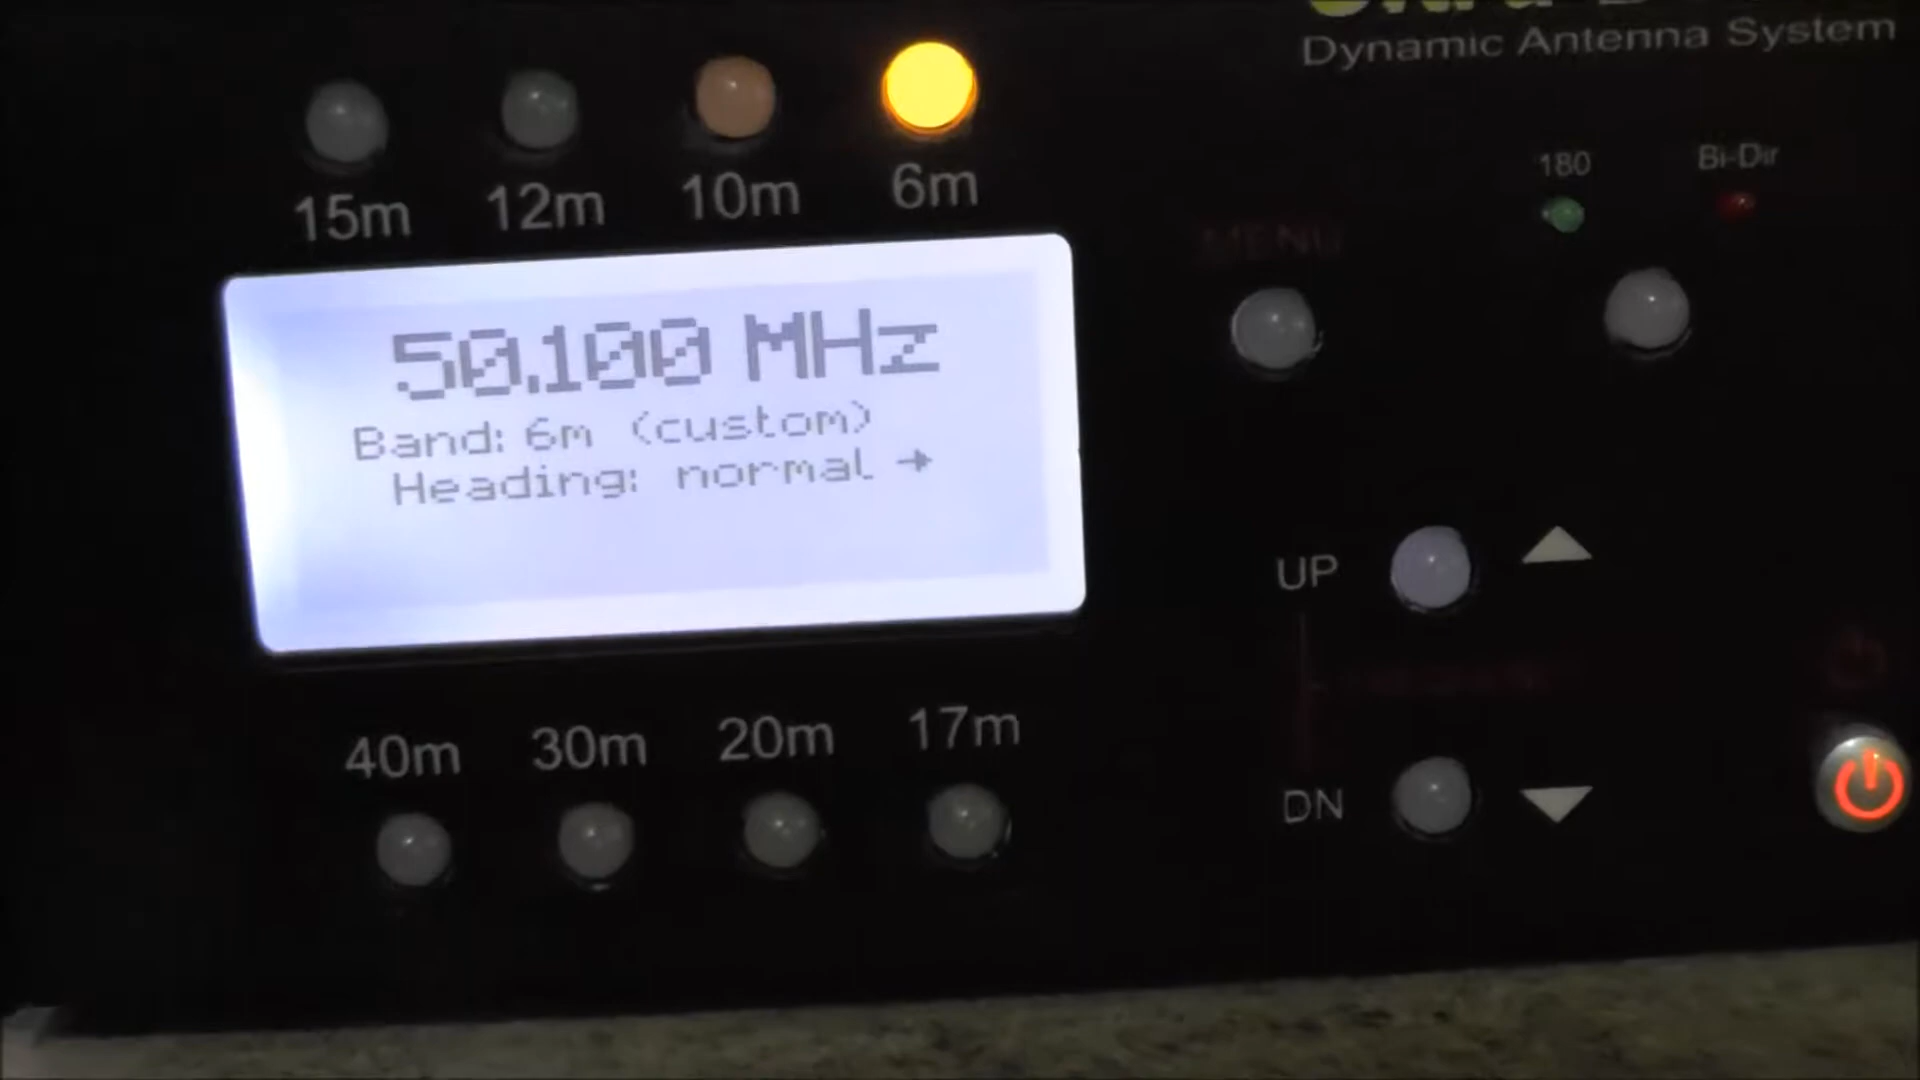 Dynamic Antenna System
15m 12m 10m 6m
180 Bi-Dir
MENU
50.100 MHz
Band: 6m (custom)
Heading: normal →
UP
40m 30m 20m 17m
DN